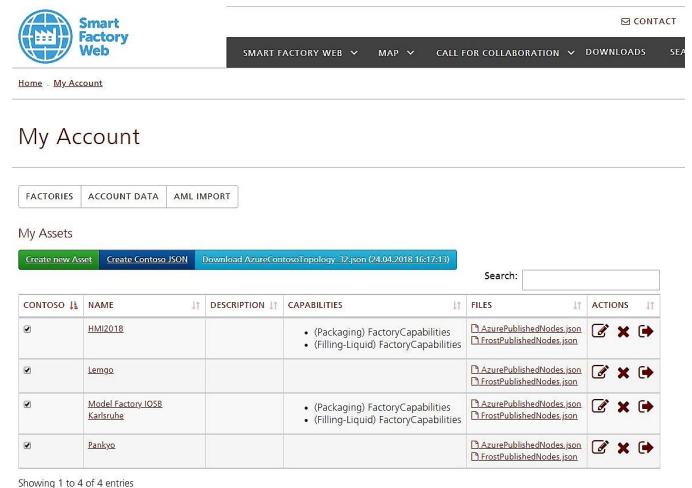 Smart
Factory
Web
CONTACT
SMART FACTORY WEB MAP CALL FOR COLLABORATION DOWNLOADS SEA
Home . My Account
My Account
FACTORIES ACCOUNT DATA AML IMPORT
My Assets
Create new Asset Create Contoso JSON Download AzureContosoTopology_32.json (24.04.2018 16:17:13)
Search:
CONTOSO NAME DESCRIPTION CAPABILITIES FILES ACTIONS
HMI2018
(Packaging) FactoryCapabilities
(Filling-Liquid) FactoryCapabilities
AzurePublishedNodes.json
FrostPublishedNodes.json
Lemgo
AzurePublishedNodes.json
FrostPublishedNodes.json
Model Factory IOSB
Karlsruhe
(Packaging) FactoryCapabilities
(Filling-Liquid) FactoryCapabilities
AzurePublishedNodes.json
FrostPublishedNodes.json
Pankyo
AzurePublishedNodes.json
FrostPublishedNodes.json
Showing 1 to 4 of 4 entries